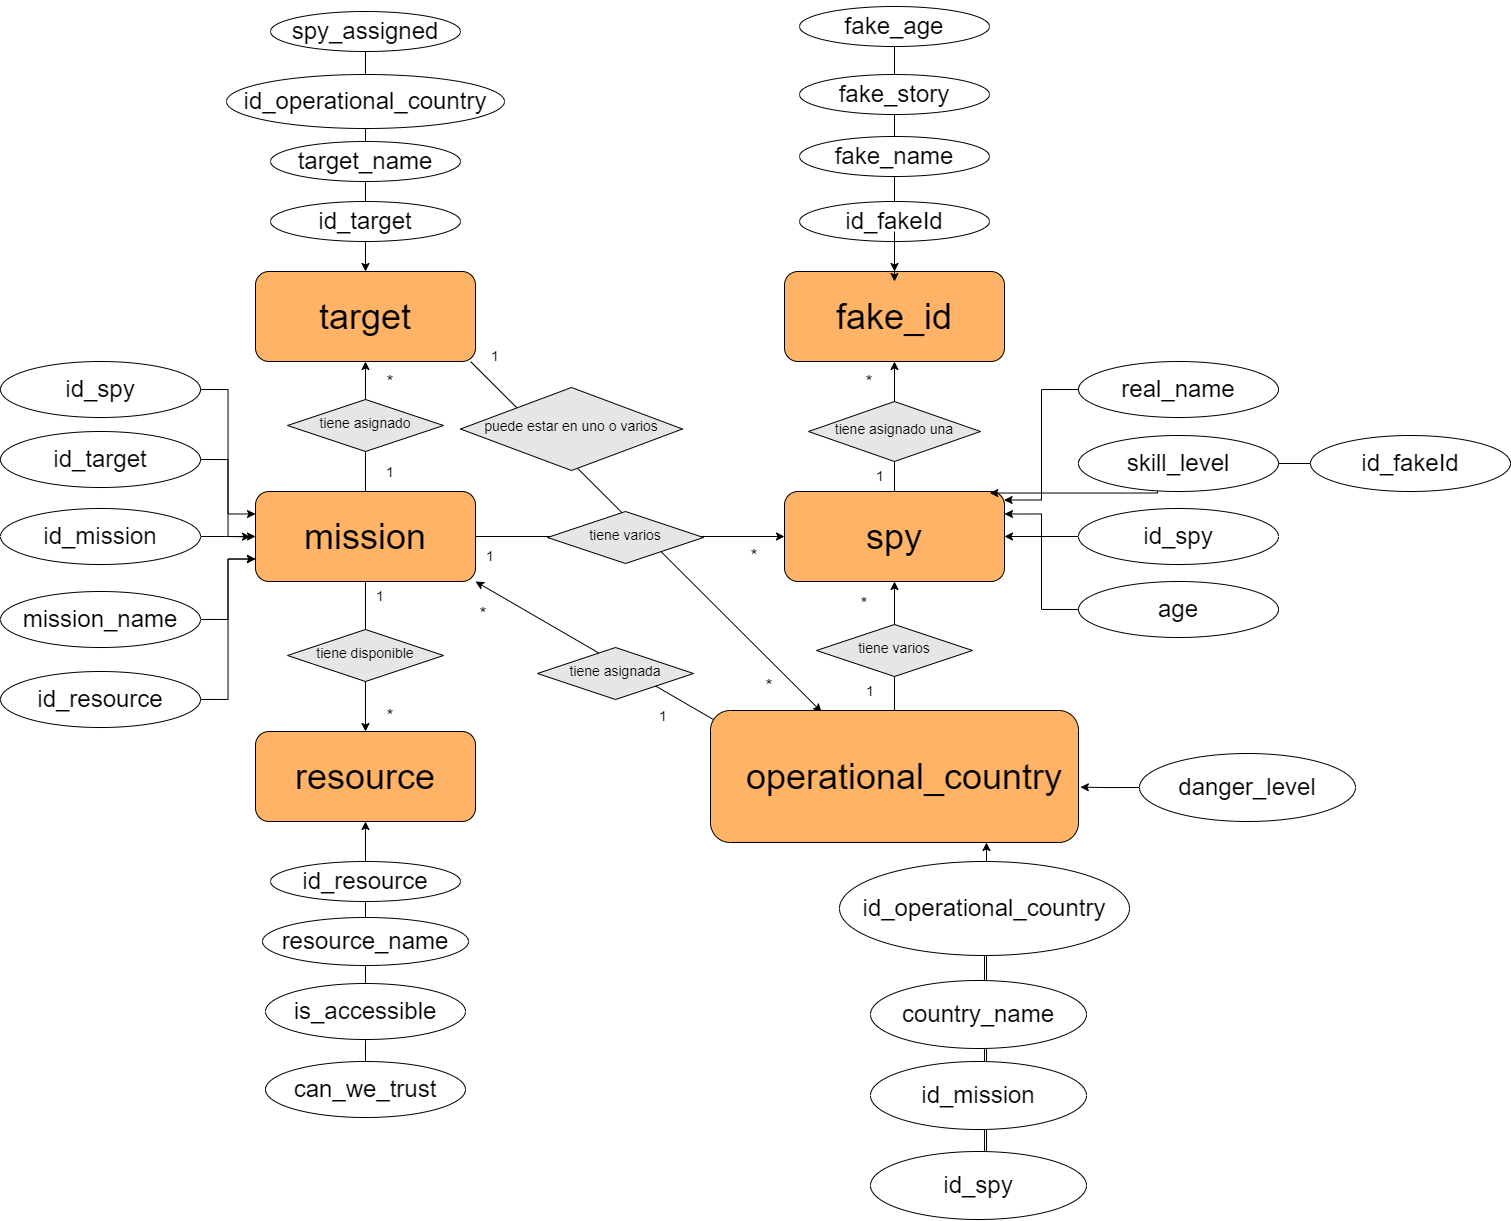 spy_assigned
id_operational_country
target_name
id_target
target
fake_age
fake_story
fake_name
id_fakeId
fake_id
1
*
*
id_spy
id_target
id_mission
mission_name
id_resource
tiene asignado
puede estar en uno o varios
tiene asignado una
1
1
real_name
skill_level
id_fakeId
id_spy
age
mission
1
tiene varios
*
spy
1
*
*
tiene disponible
tiene asignada
tiene varios
*
1
*
1
resource
operational_country
danger_level
id_resource
resource_name
is_accessible
can_we_trust
id_operational_country
country_name
id_mission
id_spy